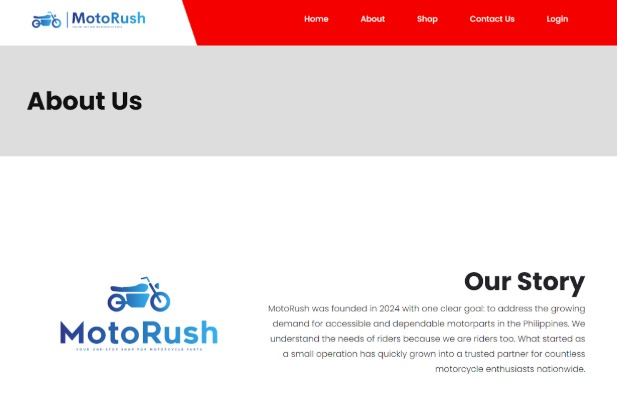 MotoRush
Home About Shop Contact Us Login
About Us
MotoRush
YOUR ONE-STOP SHOP FOR MOTORCYCLE PARTS
Our Story
MotoRush was founded in 2024 with one clear goal: to address the growing
demand for accessible and dependable motorparts in the Philippines. We
understand the needs of riders because we are riders too. What started as
a small operation has quickly grown into a trusted partner for countless
motorcycle enthusiasts nationwide.